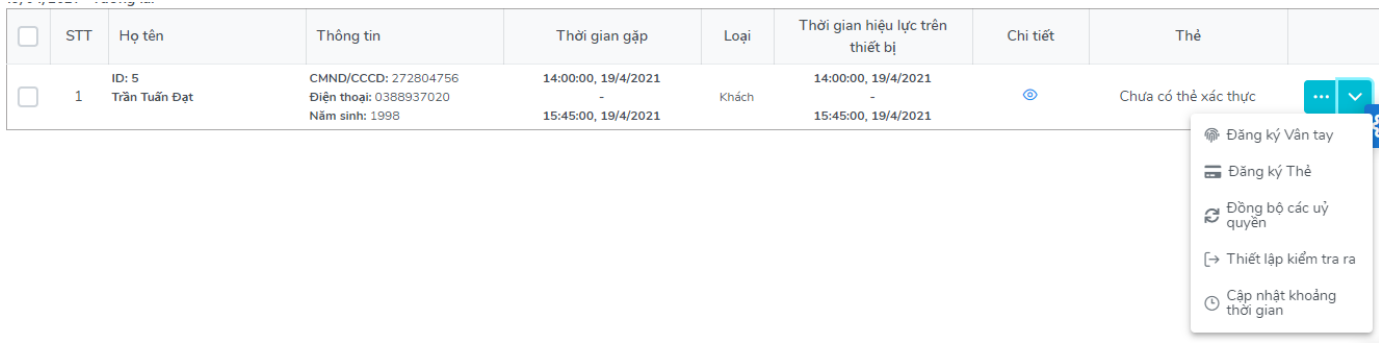 STT
Họ tên
Thông tin
Thời gian gặp
Loại
Thời gian hiệu lực trên
thiết bị
Chi tiết
Thẻ
1
ID: 5
Trần Tuấn Đạt
CMND/CCCD: 272804756
Điện thoại: 0388937020
Năm sinh: 1998
14:00:00, 19/4/2021
-
15:45:00, 19/4/2021
Khách
14:00:00, 19/4/2021
-
15:45:00, 19/4/2021
Chưa có thẻ xác thực
Đăng ký Vân tay
Đăng ký Thẻ
Đồng bộ các uỷ
quyền
Thiết lập kiểm tra ra
Cập nhật khoảng
thời gian